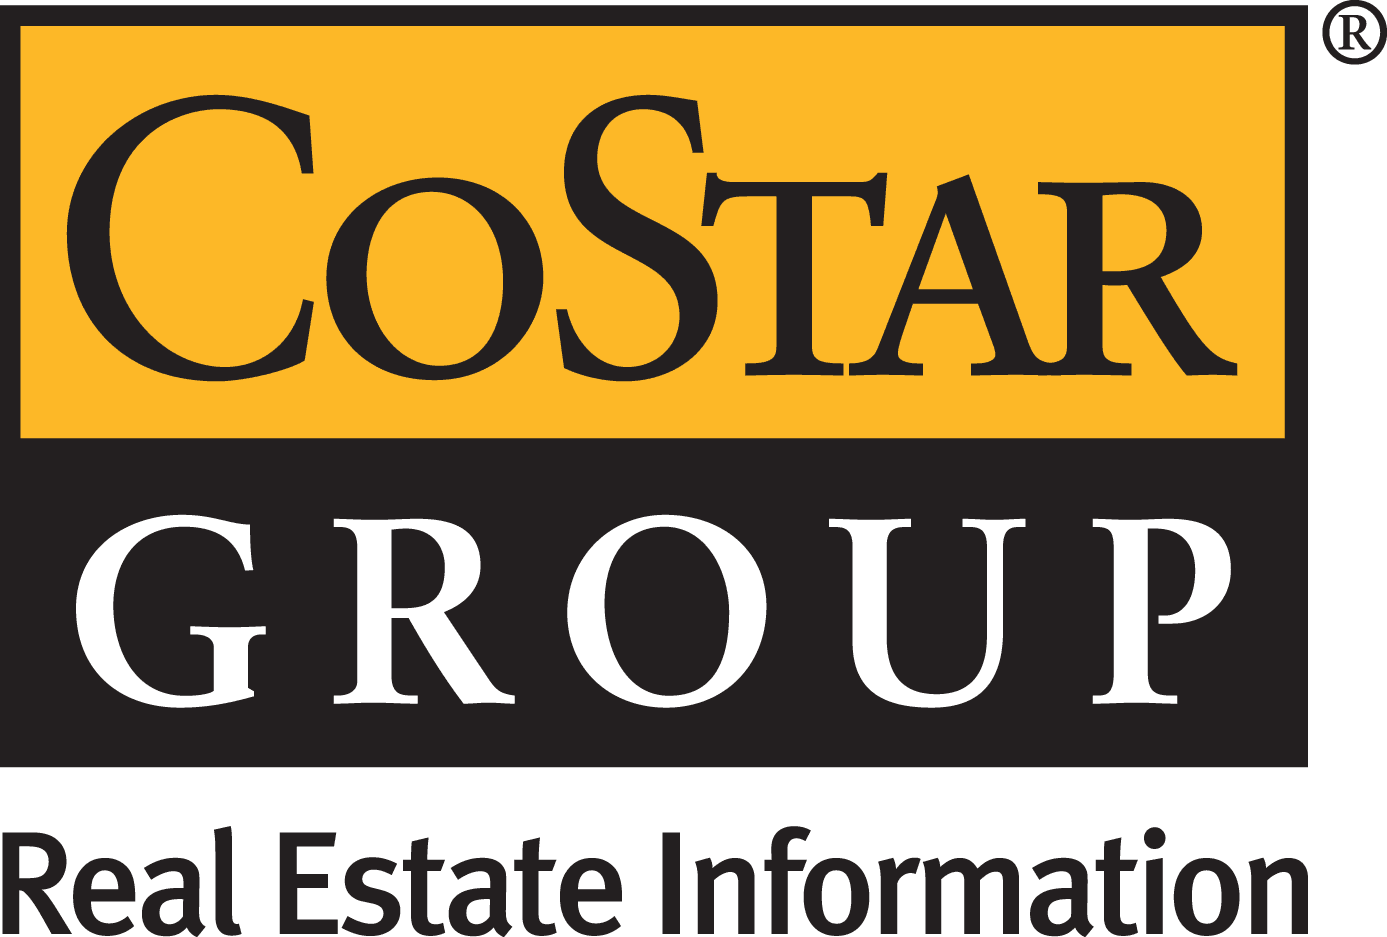 COSTAR ®
GROUP
Real Estate Information